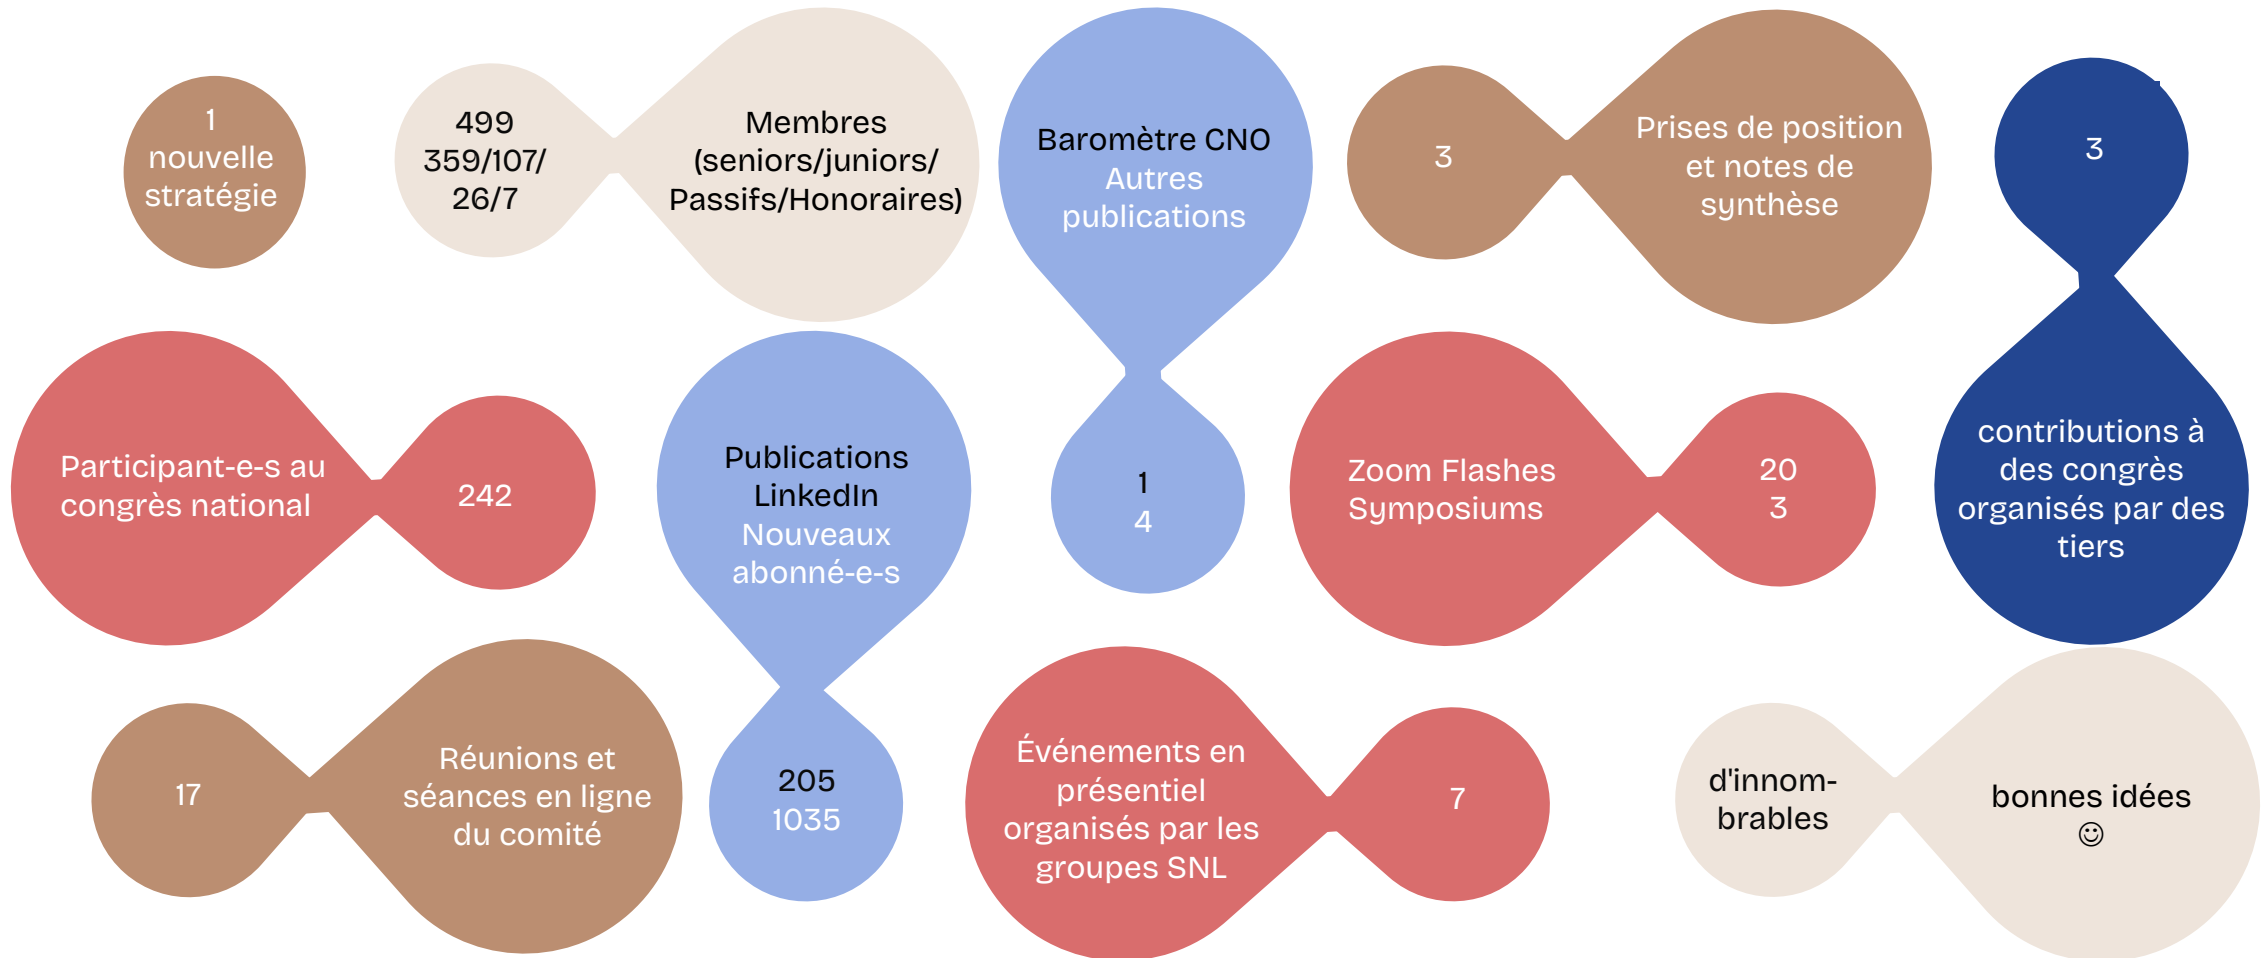 1
nouvelle
stratégie
499
359/107/
26/7
Membres
(seniors/juniors/
Passifs/Honoraires)
Baromètre CNO
Autres
publications
1
4
3
Prises de position
et notes de
synthèse
3
contributions à
des congrès
organisés par des
tiers
Participant-e-s au
congrès national
242
Publications
LinkedIn
Nouveaux
abonné-e-s
205
1035
Zoom Flashes
Symposiums
20
3
17
Réunions et
séances en ligne
du comité
Événements en
présentiel
organisés par les
groupes SNL
7
d'innom-
brables
bonnes idées
☺